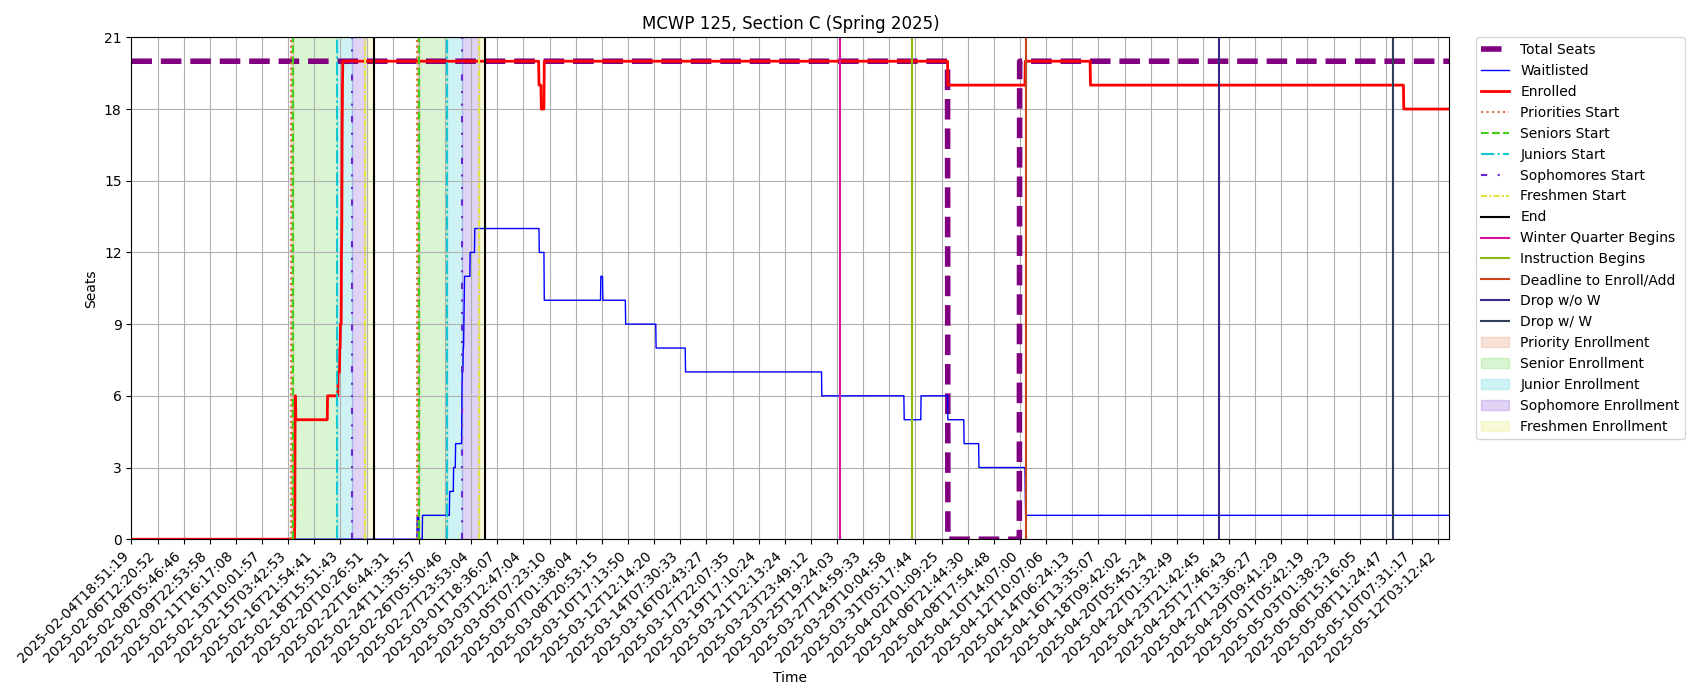 MCWP 125, Section C (Spring 2025)
Seats
21
18
15
12
9
6
3
0
2025-02-04T18:51:19
2025-02-06T12:20:52
2025-02-08T05:46:46
2025-02-09T22:53:58
2025-02-11T16:17:08
2025-02-13T10:01:57
2025-02-15T03:42:53
2025-02-16T21:54:41
2025-02-18T15:51:43
2025-02-20T10:26:51
2025-02-22T16:44:31
2025-02-24T11:35:57
2025-02-26T05:50:46
2025-02-27T23:53:04
2025-03-01T18:36:07
2025-03-03T12:47:04
2025-03-05T07:23:10
2025-03-07T01:38:04
2025-03-08T20:53:15
2025-03-10T17:13:50
2025-03-12T12:14:20
2025-03-14T07:30:33
2025-03-16T02:43:27
2025-03-17T22:07:35
2025-03-19T17:10:24
2025-03-21T12:13:24
2025-03-23T23:49:12
2025-03-25T19:24:03
2025-03-27T14:59:33
2025-03-29T10:04:58
2025-03-31T05:17:44
2025-04-02T01:09:25
2025-04-06T21:44:30
2025-04-08T17:54:48
2025-04-10T14:07:00
2025-04-12T10:07:06
2025-04-14T06:24:13
2025-04-16T13:35:07
2025-04-18T09:42:02
2025-04-20T05:45:24
2025-04-22T01:32:49
2025-04-23T21:42:45
2025-04-25T17:46:43
2025-04-27T13:36:27
2025-04-29T09:41:29
2025-05-01T05:42:19
2025-05-03T01:38:23
2025-05-06T15:16:05
2025-05-08T11:24:47
2025-05-10T07:31:17
2025-05-12T03:12:42
Time
Total Seats
Waitlisted
Enrolled
Priorities Start
Seniors Start
Juniors Start
Sophomores Start
Freshmen Start
End
Winter Quarter Begins
Instruction Begins
Deadline to Enroll/Add
Drop w/o W
Drop w/ W
Priority Enrollment
Senior Enrollment
Junior Enrollment
Sophomore Enrollment
Freshmen Enrollment